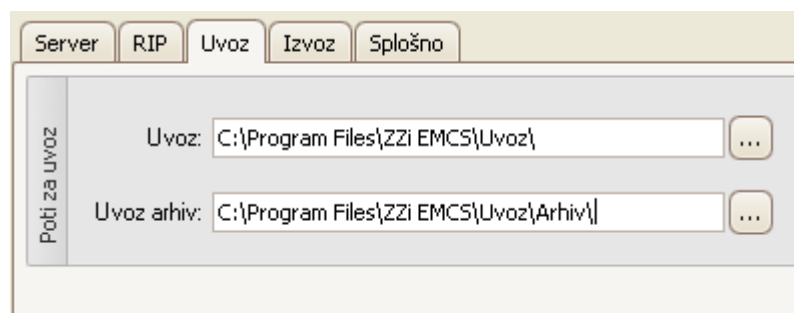 Server RIP Uvoz Izvoz Splošno
Poti za uvoz
Uvoz: C:\Program Files\ZZi EMCS\Uvoz\ ...
Uvoz arhiv: C:\Program Files\ZZi EMCS\Uvoz\Arhiv\ ...